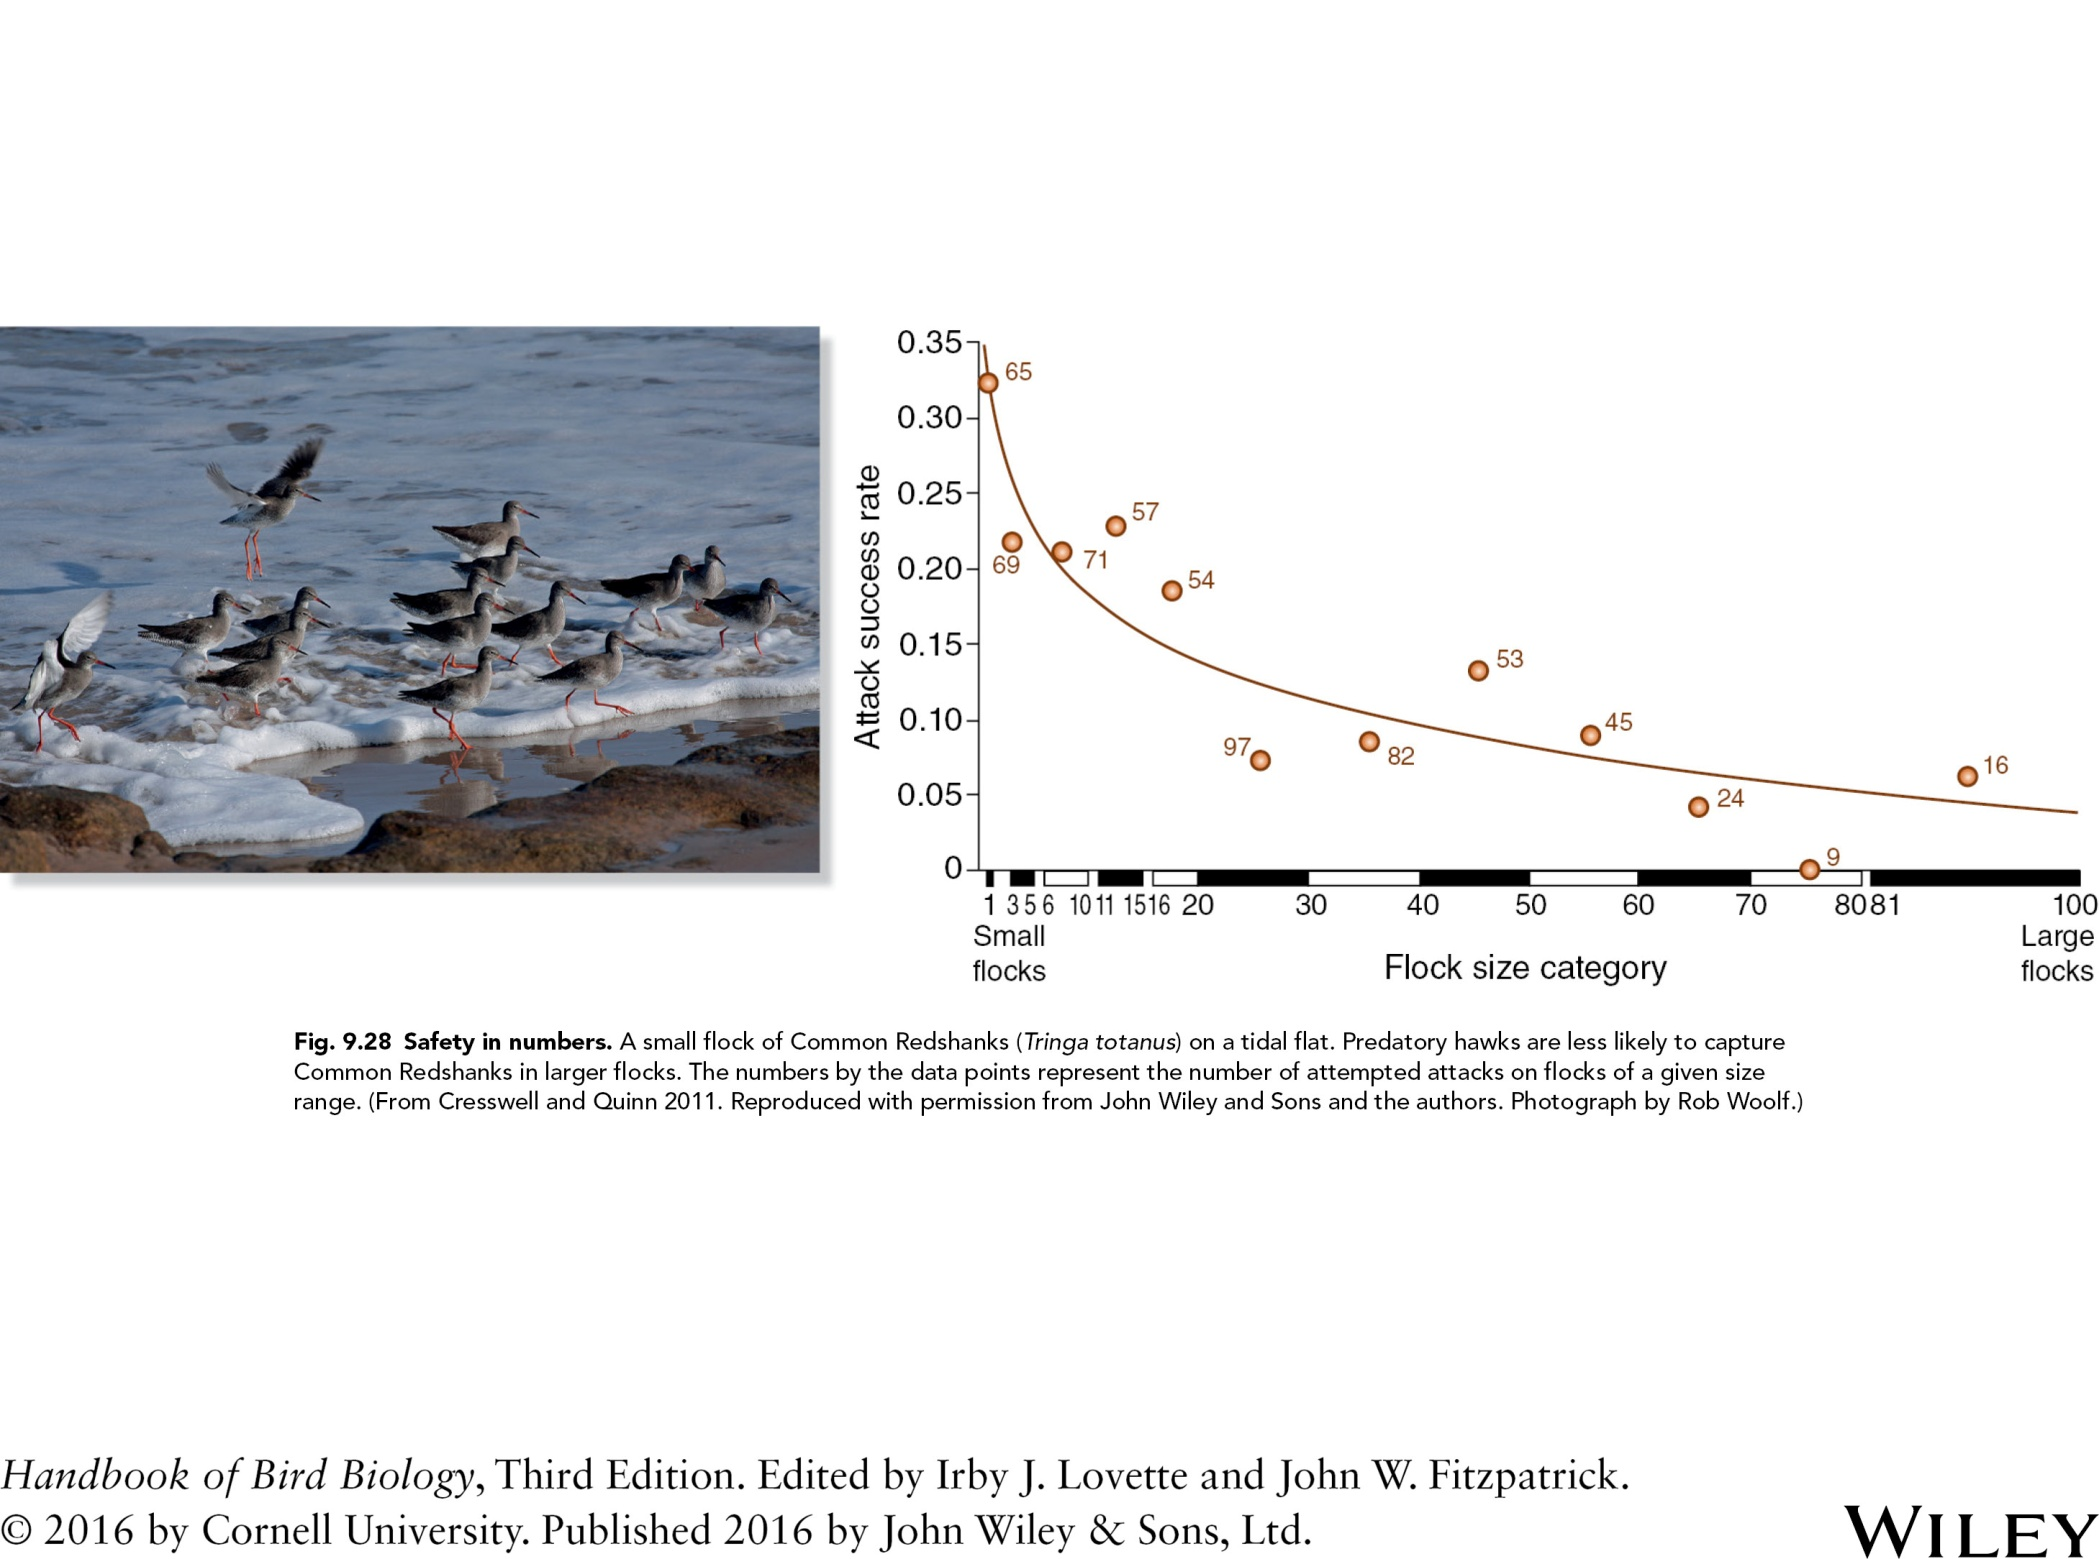 0.35
0.30
0.25
0.20
0.15
0.10
0.05
0
Attack success rate
65
69
71
57
54
97
82
53
45
24
9
16
1 3 5 6 10 11 15 16 20 30 40 50 60 70 80 81 100
Small
flocks
Flock size category
Large
flocks
Fig. 9.28 Safety in numbers. A small flock of Common Redshanks (Tringa totanus) on a tidal flat. Predatory hawks are less likely to capture
Common Redshanks in larger flocks. The numbers by the data points represent the number of attempted attacks on flocks of a given size
range. (From Cresswell and Quinn 2011. Reproduced with permission from John Wiley and Sons and the authors. Photograph by Rob Woolf.)
Handbook of Bird Biology, Third Edition. Edited by Irby J. Lovette and John W. Fitzpatrick.
© 2016 by Cornell University. Published 2016 by John Wiley & Sons, Ltd.
WILEY